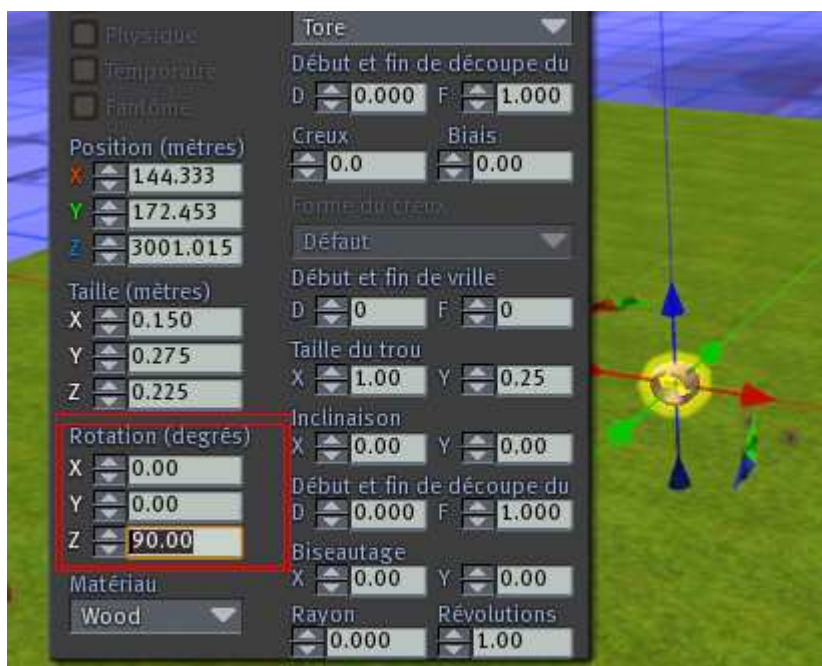 Physique
Temporaire
Fantôme
Position (mètres)
X 144.333
Y 172.453
Z 3001.015
Taille (mètres)
X 0.150
Y 0.275
Z 0.225
Rotation (degrés)
X 0.00
Y 0.00
Z 90.00
Matériau
Wood
Tore
Début et fin de découpe du
D 0.000 F 1.000
Creux Biais
0.0 0.00
Forme du creux
Défaut
Début et fin de vrille
D 0 F 0
Taille du trou
X 1.00 Y 0.25
Inclinaison
X 0.00 Y 0.00
Début et fin de découpe du
D 0.000 F 1.000
Biseautage
X 0.00 Y 0.00
Rayon Révolutions
0.000 1.00